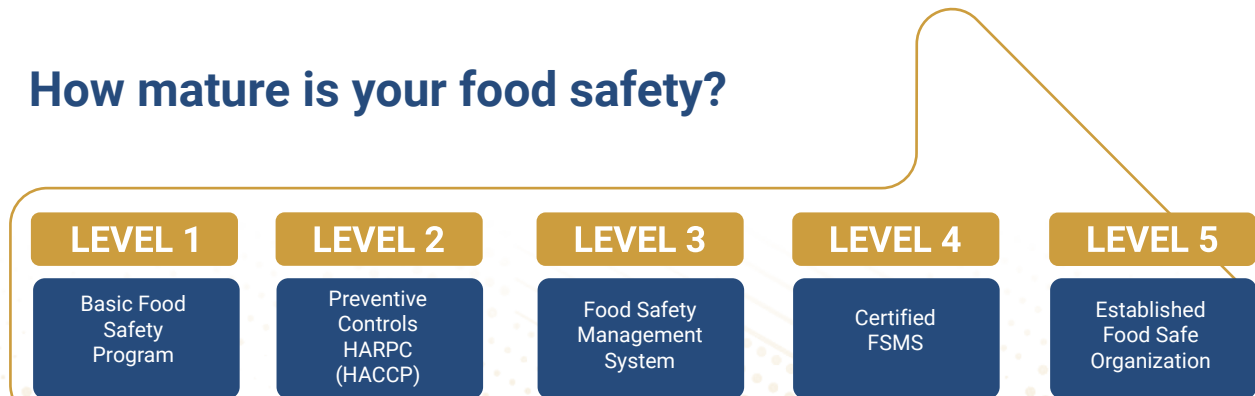 How mature is your food safety?
LEVEL 1
Basic Food
Safety
Program
LEVEL 2
Preventive
Controls
HARPC
(HACCP)
LEVEL 3
Food Safety
Management
System
LEVEL 4
Certified
FSMS
LEVEL 5
Established
Food Safe
Organization